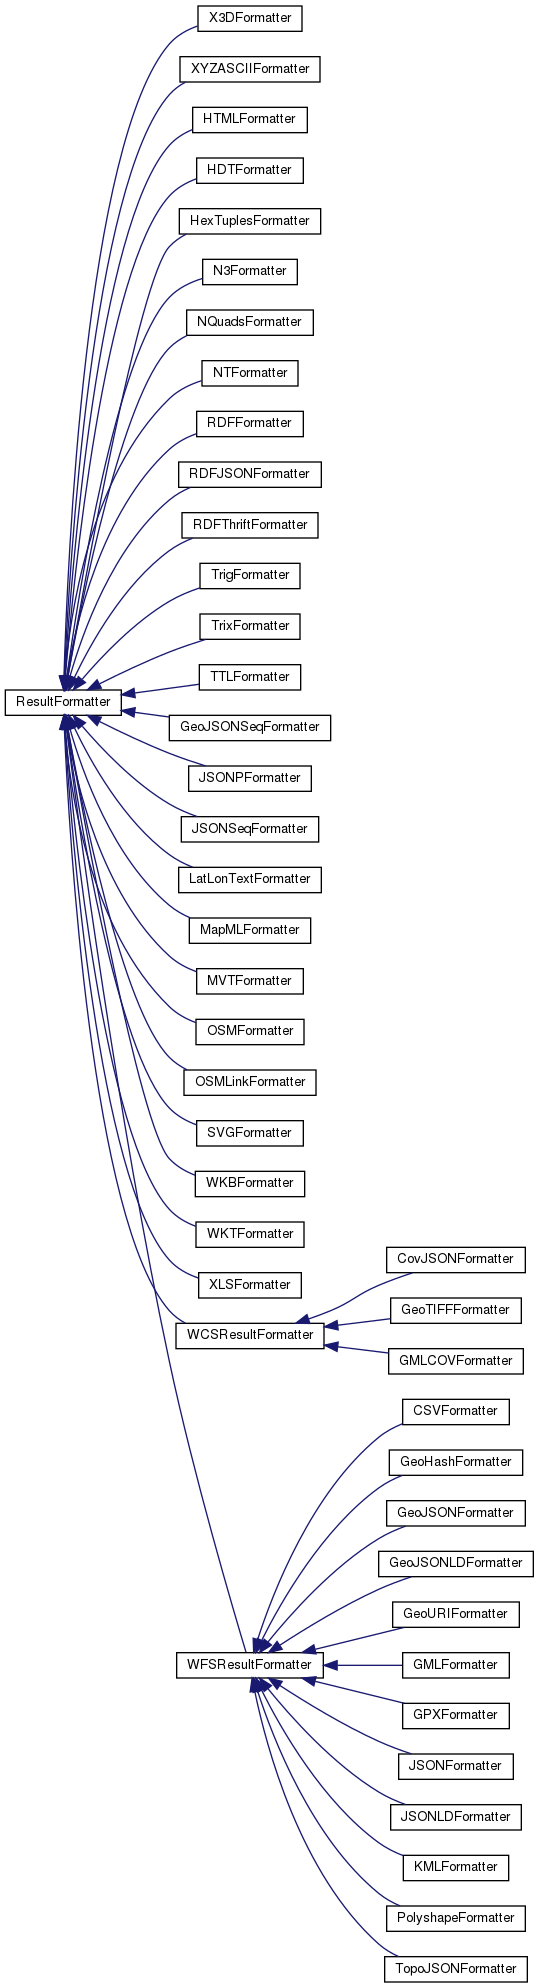 X3DFormatter
XYZASCIIFormatter
HTMLFormatter
HDTFormatter
HexTuplesFormatter
N3Formatter
NQuadsFormatter
NTFormatter
RDFFormatter
RDFJSONFormatter
RDFThriftFormatter
TrigFormatter
TrixFormatter
TTLFormatter
ResultFormatter
GeoJSONSeqFormatter
JSONPFormatter
JSONSeqFormatter
LatLonTextFormatter
MapMLFormatter
MVTFormatter
OSMFormatter
OSMLinkFormatter
SVGFormatter
WKBFormatter
WKTFormatter
CovJSONFormatter
XLSFormatter
GeoTIFFFormatter
WCSResultFormatter
GMLCOVFormatter
CSVFormatter
GeoHashFormatter
GeoJSONFormatter
GeoJSONLDFormatter
GeoURIFormatter
WFSResultFormatter
GMLFormatter
GPXFormatter
JSONFormatter
JSONLDFormatter
KMLFormatter
PolyshapeFormatter
TopoJSONFormatter